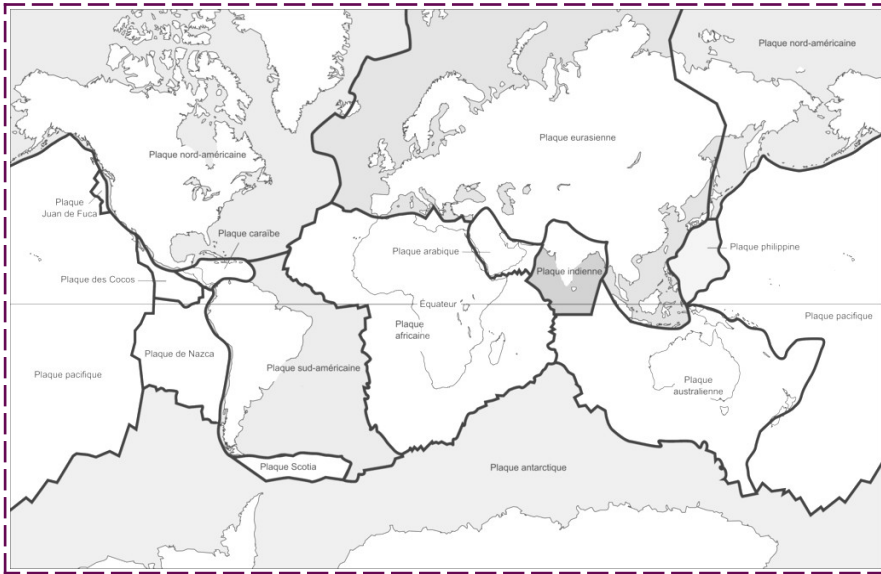 Plaque nord-américaine
Plaque eurasienne
Plaque nord-américaine
Plaque
Juan de Fuca
Plaque caraïbe
Plaque arabique
Plaque philippine
Plaque des Cocos
Plaque indienne
Équateur
Plaque
africaine
Plaque pacifique
Plaque de Nazca
Plaque sud-américaine
Plaque pacifique
Plaque
australienne
Plaque Scotia
Plaque antarctique